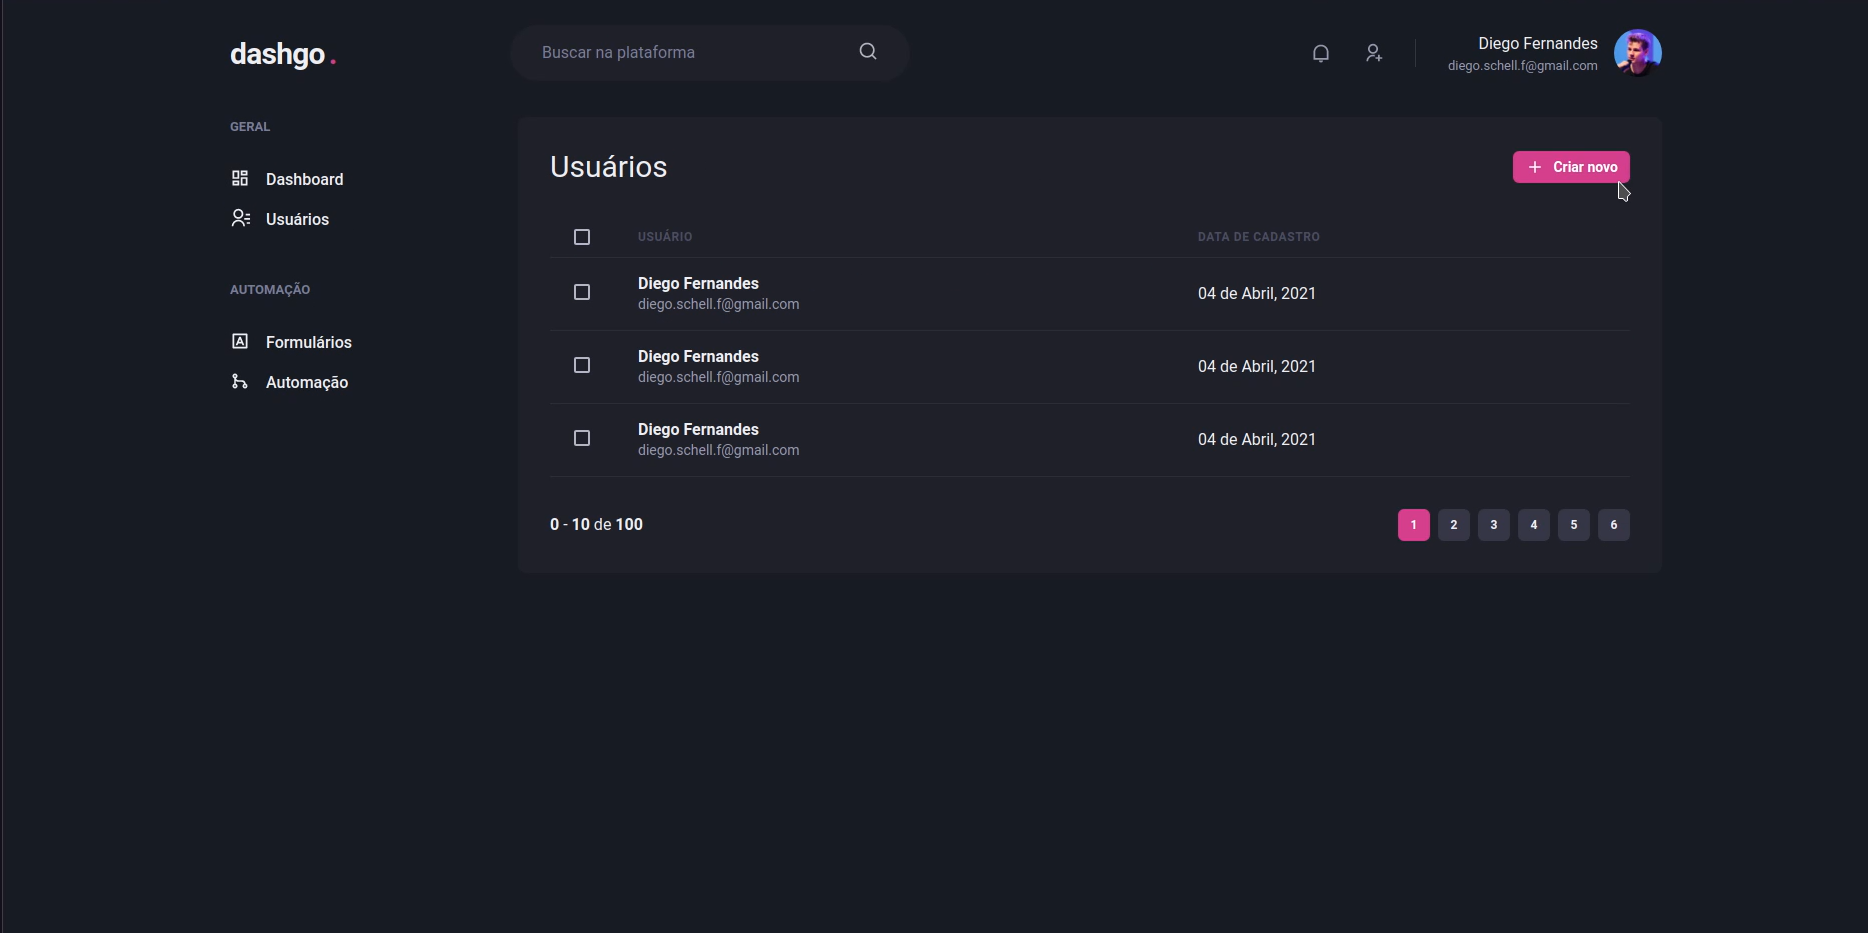 dashgo.
Buscar na plataforma
Diego Fernandes
diego.schell.f@gmail.com
GERAL
Dashboard
Usuários
AUTOMAÇÃO
Formulários
Automação
Usuários
+ Criar novo
USUÁRIO DATA DE CADASTRO
Diego Fernandes
diego.schell.f@gmail.com
04 de Abril, 2021
Diego Fernandes
diego.schell.f@gmail.com
04 de Abril, 2021
Diego Fernandes
diego.schell.f@gmail.com
04 de Abril, 2021
0 - 10 de 100
1 2 3 4 5 6